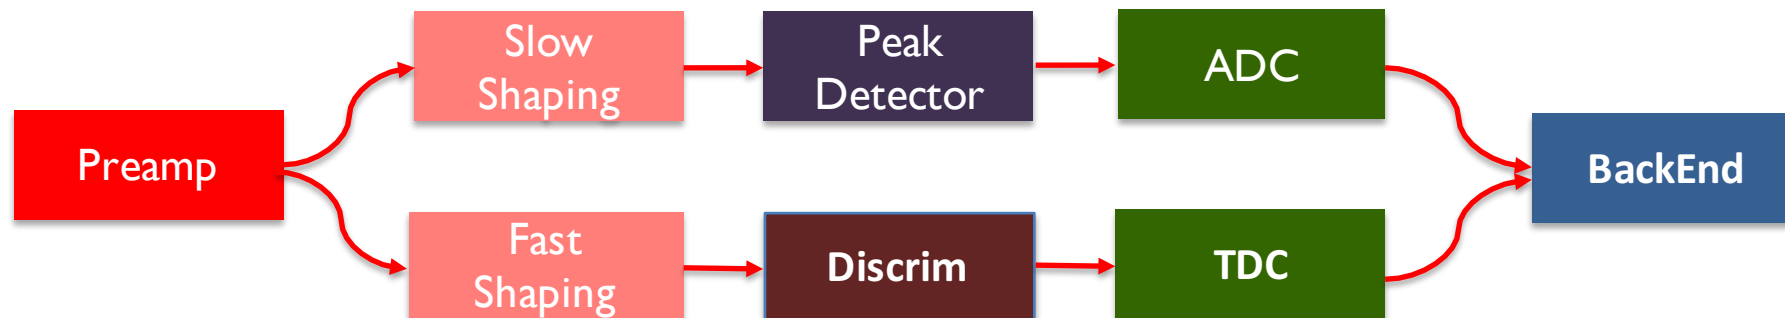 Preamp
Slow
Shaping
Peak
Detector
ADC
Fast
Shaping
Discrim
TDC
BackEnd